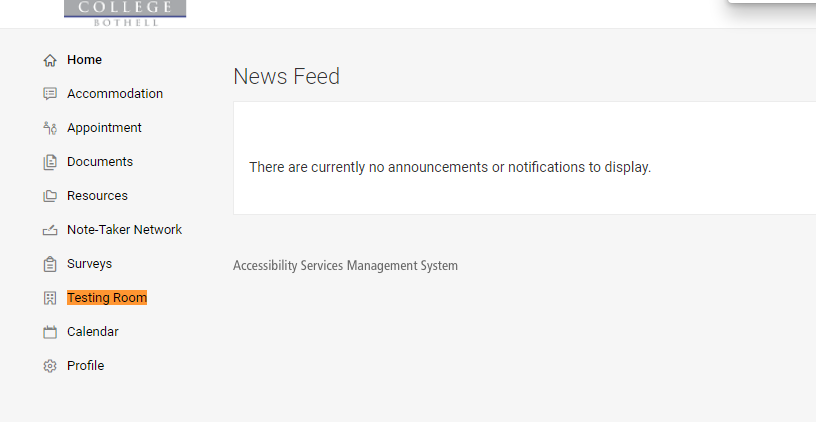 COLLEGE
BOTHELL
Home
Accommodation
Appointment
Documents
Resources
Note-Taker Network
Surveys
Testing Room
Calendar
Profile
News Feed
There are currently no announcements or notifications to display.
Accessibility Services Management System